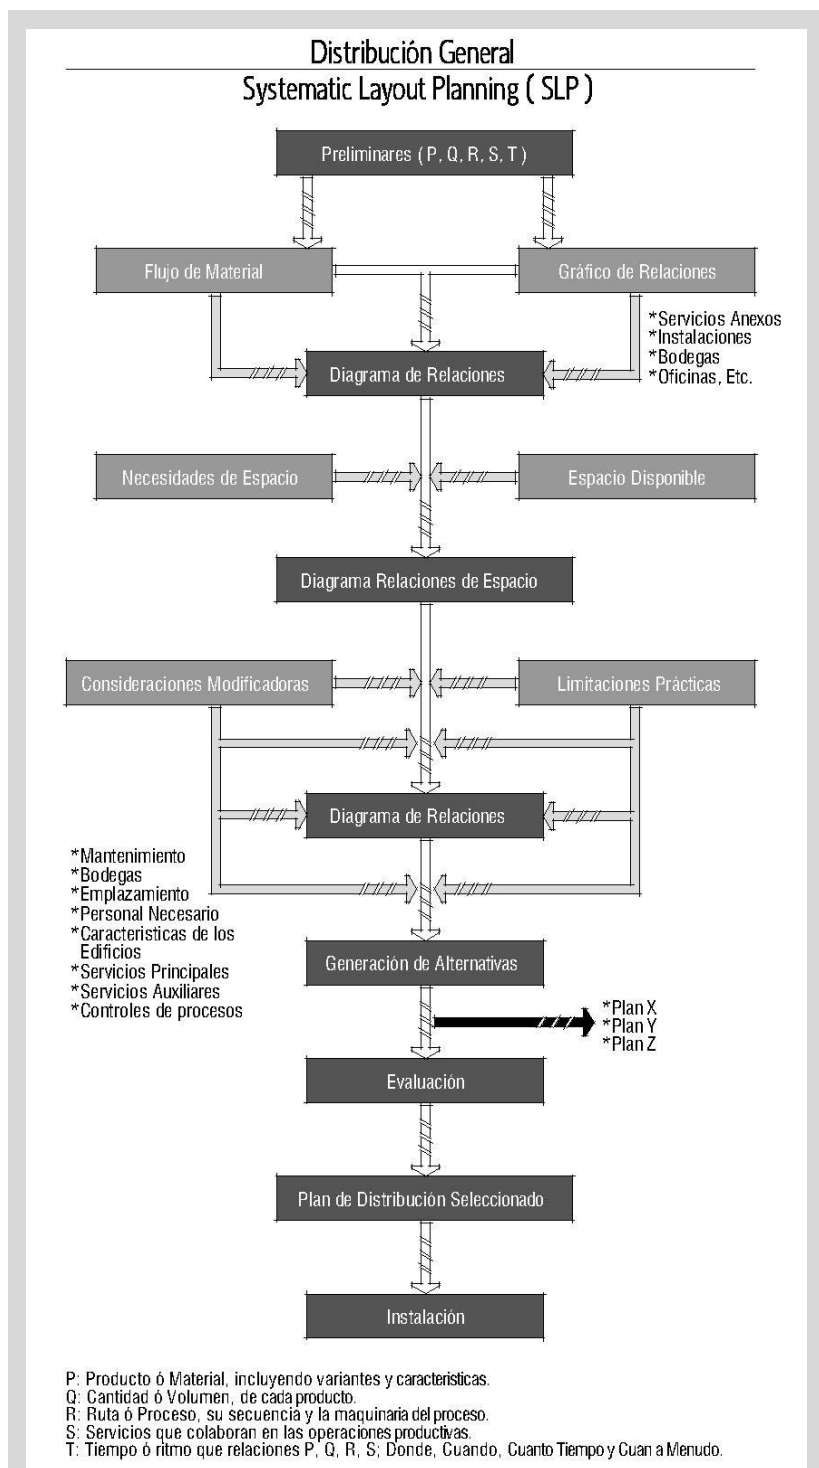 Distribución General
Systematic Layout Planning ( SLP )
Preliminares ( P, Q, R, S, T )
Flujo de Material
Gráfico de Relaciones
*Servicios Anexos
*Instalaciones
*Bodegas
*Oficinas, Etc.
Diagrama de Relaciones
Necesidades de Espacio
Espacio Disponible
Diagrama Relaciones de Espacio
Consideraciones Modificadoras
Limitaciones Prácticas
Diagrama de Relaciones
*Mantenimiento
*Bodegas
*Emplazamiento
*Personal Necesario
*Caracteristicas de los
Edificios
*Servicios Principales
*Servicios Auxiliares
*Controles de procesos
Generación de Alternativas
*Plan X
*Plan Y
*Plan Z
Evaluación
Plan de Distribución Seleccionado
Instalación
P: Producto ó Material, incluyendo variantes y caracteristicas.
Q: Cantidad ó Volumen, de cada producto.
R: Ruta ó Proceso, su secuencia y la maquinaria del proceso.
S: Servicios que colaboran en las operaciones productivas.
T: Tiempo ó ritmo que relaciones P, Q, R, S; Donde, Cuando, Cuanto Tiempo y Cuan a Menudo.